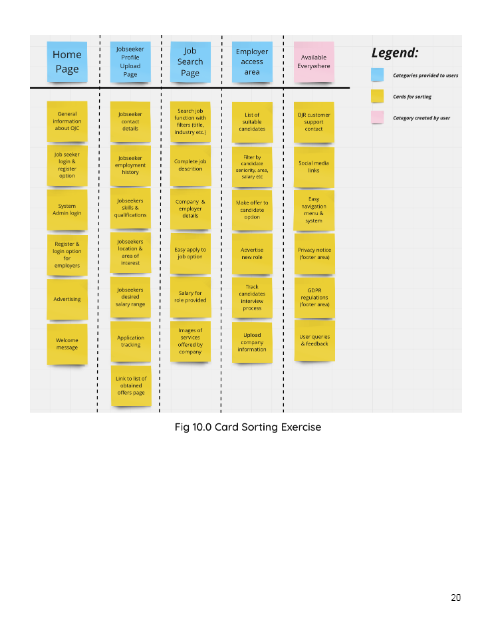 Home
Page
Jobseeker
Profile
Upload
Page
Job
Search
Page
Employer
access
area
Available
Everywhere
Legend:
Categories provided to users
Cards for sorting
Category created by user
General
information
about OJC
Job seeker
login &
register
option
System
Admin login
Register &
login option
for
employers
Advertising
Welcome
message
Jobseeker
contact
details
Jobseeker
employment
history
Jobseekers
skills &
qualifications
Jobseekers
location &
area of
interest
Jobseekers
desired
salary range
Application
tracking
Link to list of
obtained
offers page
Search job
function with
filters (title,
industry etc.)
Complete job
description
Company &
employer
details
Easy apply to
job option
Salary for
role provided
Images of
services
offered by
company
List of
suitable
candidates
Filter by
candidate
seniority, area,
salary etc
Make offer to
candidate
option
Advertise
new role
Track
candidates
interview
process
Upload
company
information
OJR customer
support
contact
Social media
links
Easy
navigation
menu &
system
Privacy notice
(footer area)
GDPR
regulations
(footer area)
User queries
& feedback
Fig 10.0 Card Sorting Exercise
20